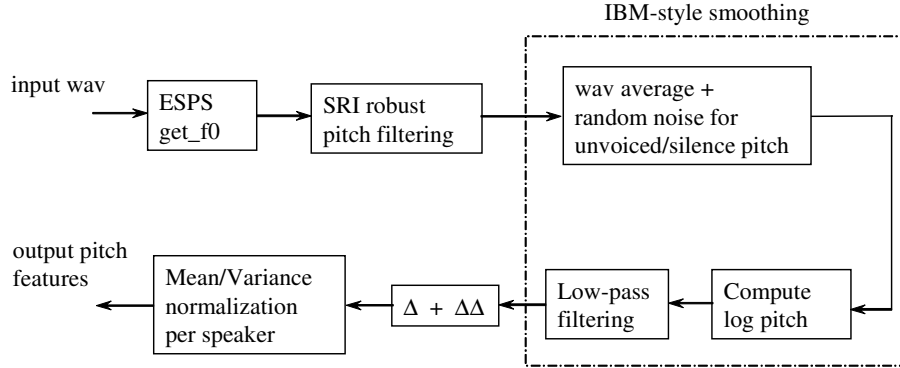 IBM-style smoothing
input wav
ESPS
get_f0
SRI robust
pitch filtering
wav average +
random noise for
unvoiced/silence pitch
output pitch
features
Mean/Variance
normalization
per speaker
Δ + ΔΔ
Low-pass
filtering
Compute
log pitch